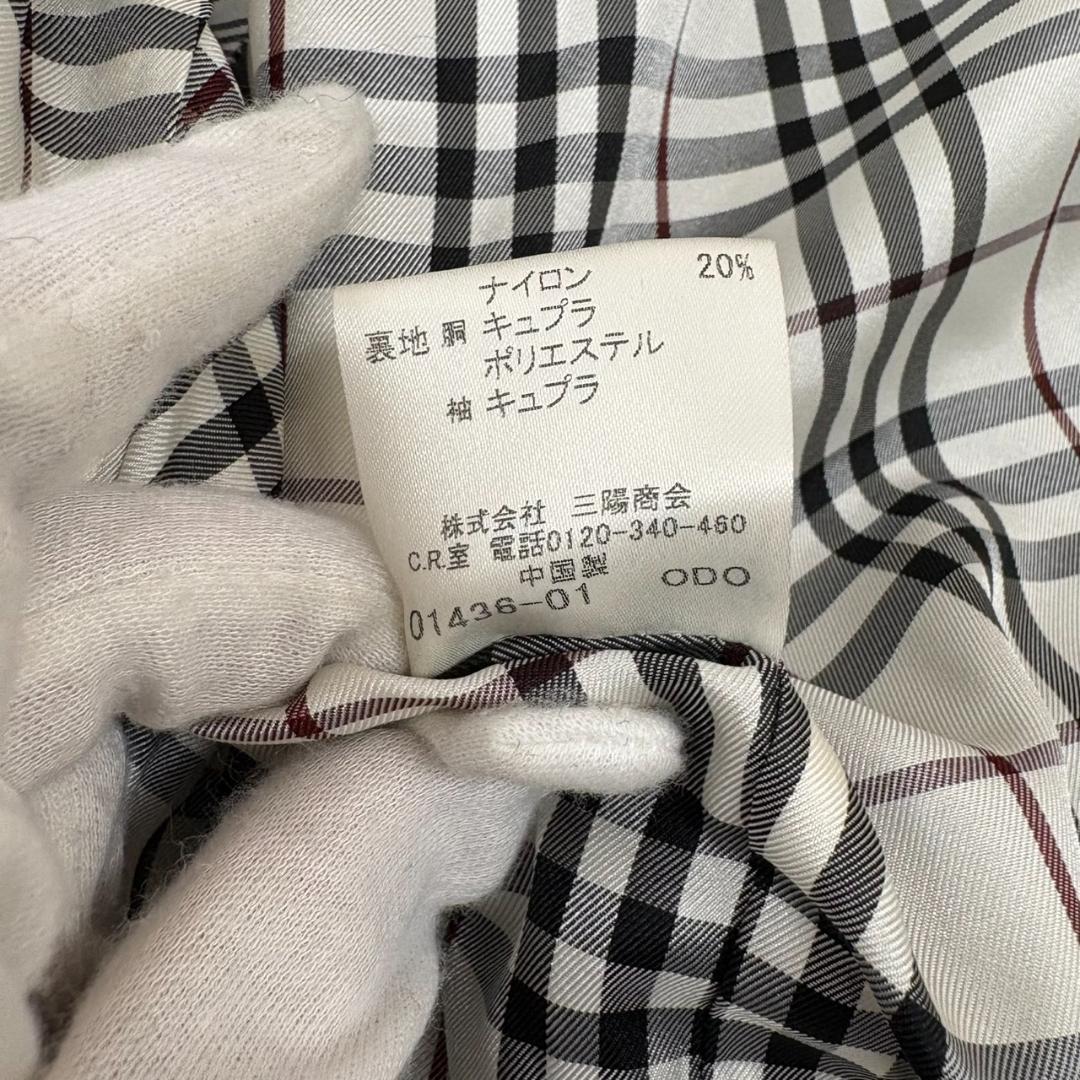 ナイロン 20%
裏地 胴 キュプラ
ポリエステル
袖 キュプラ
株式会社 三陽商会
C.R.室 電話0120-340-460
中国製 ODO
01436-01